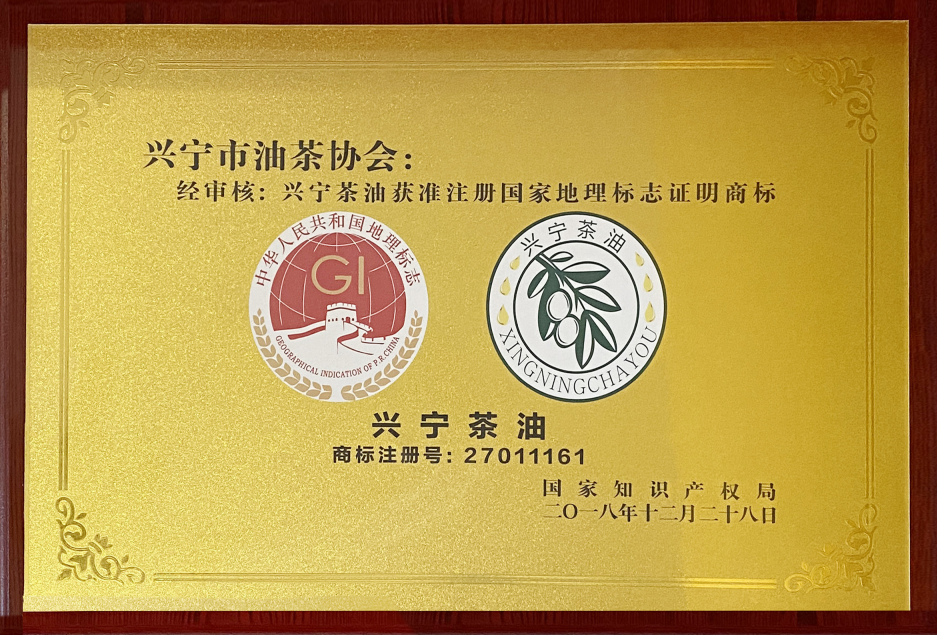 兴宁市油茶协会：
经审核：兴宁茶油获准注册国家地理标志证明商标
中华人民共和国地理标志
GI
GEOGRAPHICAL INDICATION OF P.R.CHINA
兴宁茶油
XINGNINGCHAYOU
兴宁茶油
商标注册号：27011161
国家知识产权局
二〇一八年十二月二十八日